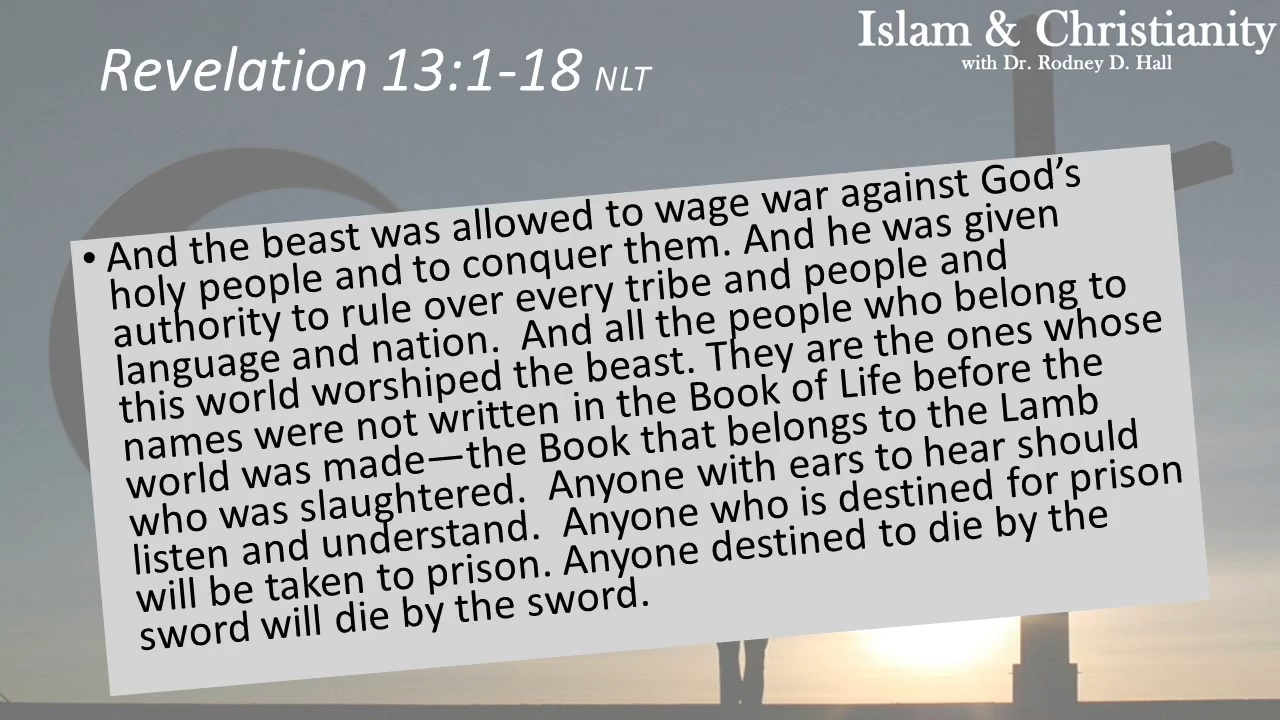 Islam & Christianity
with Dr. Rodney D. Hall
Revelation 13:1-18 NLT
• And the beast was allowed to wage war against God’s
holy people and to conquer them. And he was given
authority to rule over every tribe and people and
language and nation.  And all the people who belong to
this world worshiped the beast. They are the ones whose
names were not written in the Book of Life before the
world was made—the Book that belongs to the Lamb
who was slaughtered.  Anyone with ears to hear should
listen and understand.  Anyone who is destined for prison
will be taken to prison. Anyone destined to die by the
sword will die by the sword.